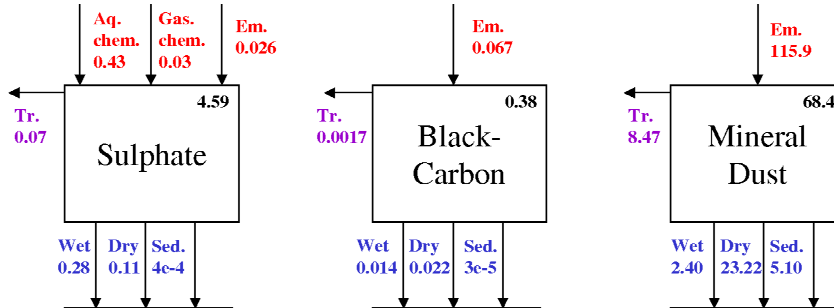 Aq.
chem.
0.43
Gas.
chem.
0.03
Em.
0.026
4.59
Tr.
0.07
Sulphate
Wet
0.28
Dry
0.11
Sed.
4e-4
Em.
0.067
0.38
Tr.
0.0017
Black-
Carbon
Wet
0.014
Dry
0.022
Sed.
3e-5
Em.
115.9
68.4
Tr.
8.47
Mineral
Dust
Wet
2.40
Dry
23.22
Sed.
5.10